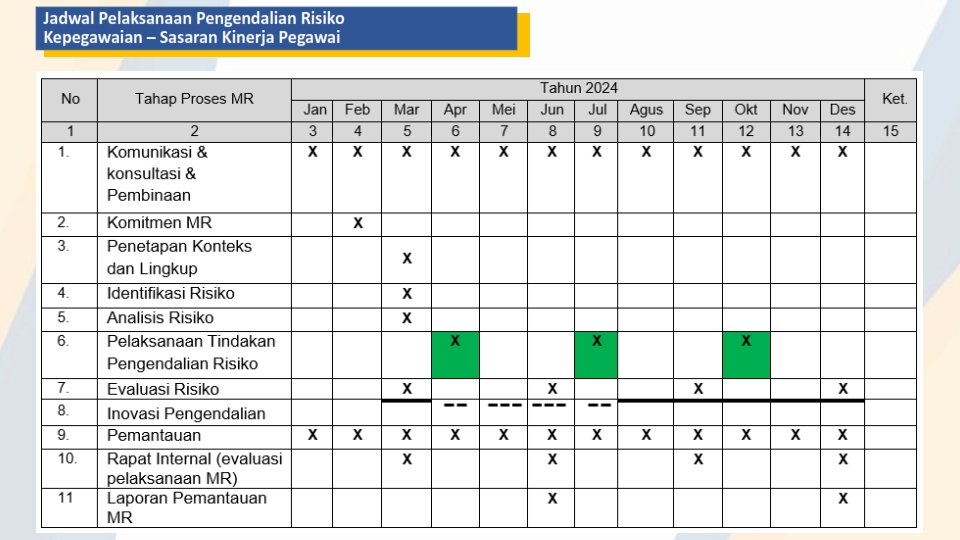 Jadwal Pelaksanaan Pengendalian Risiko
Kepegawaian – Sasaran Kinerja Pegawai
No Tahap Proses MR Tahun 2024 Ket.
Jan Feb Mar Apr Mei Jun Jul Agus Sep Okt Nov Des
1 2 3 4 5 6 7 8 9 10 11 12 13 14 15
1. Komunikasi & X X X X X X X X X X X X
konsultasi &
Pembinaan
2. Komitmen MR X
3. Penetapan Konteks
dan Lingkup X
4. Identifikasi Risiko X
5. Analisis Risiko X
6. Pelaksanaan Tindakan X X X
Pengendalian Risiko
7. Evaluasi Risiko X X X X
8. Inovasi Pengendalian
9. Pemantauan X X X X X X X X X X X X
10. Rapat Internal (evaluasi X X X X
pelaksanaan MR)
11 Laporan Pemantauan X X
MR